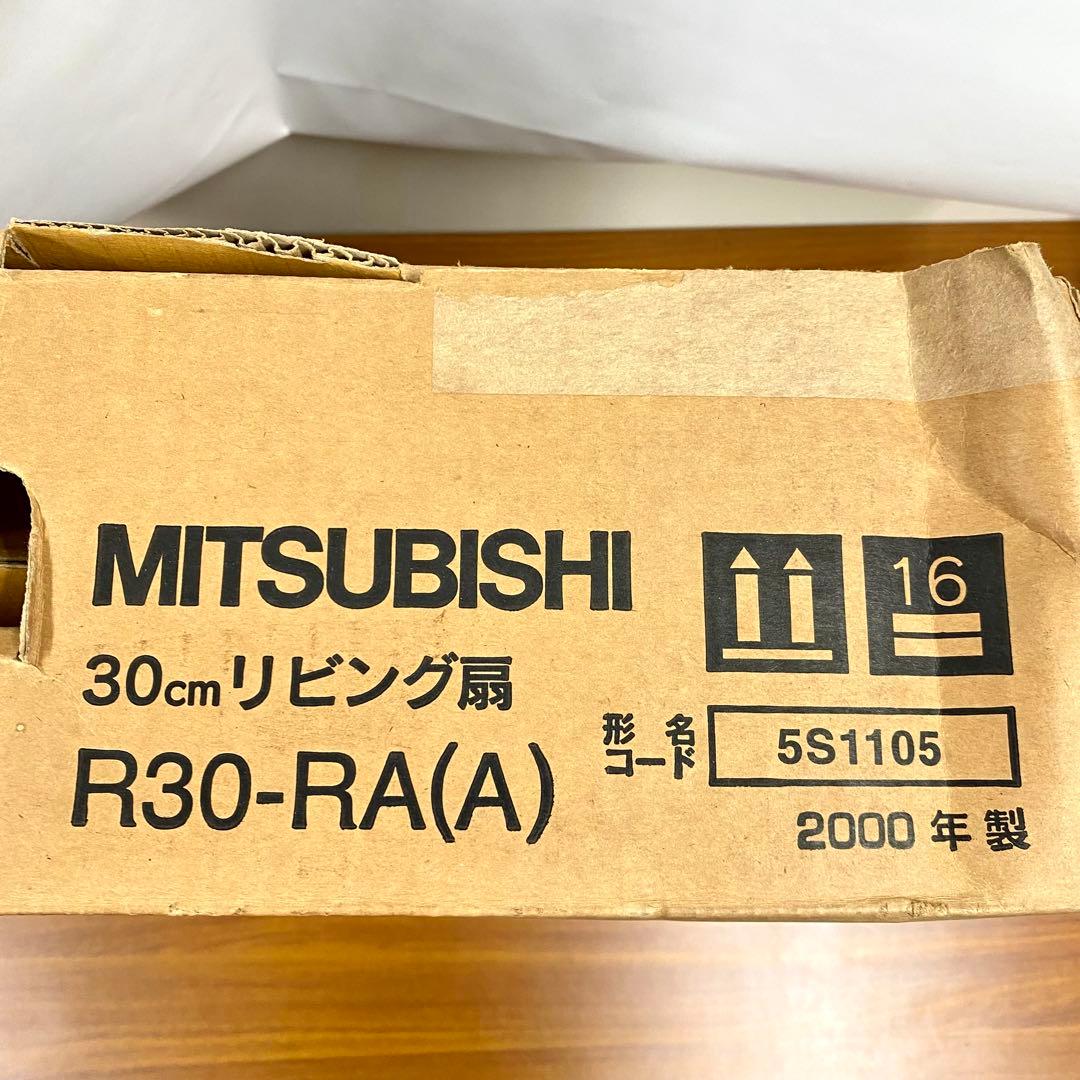 MITSUBISHI
30cmリビング扇
R30-RA(A)
16
形名
コード
5S1105
2000年製